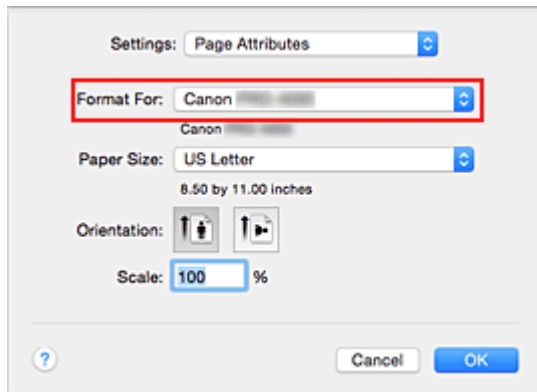 Settings: Page Attributes
Format For: Canon
Canon
Paper Size: US Letter
8.50 by 11.00 inches
Orientation:
Scale: 100 %
? Cancel OK